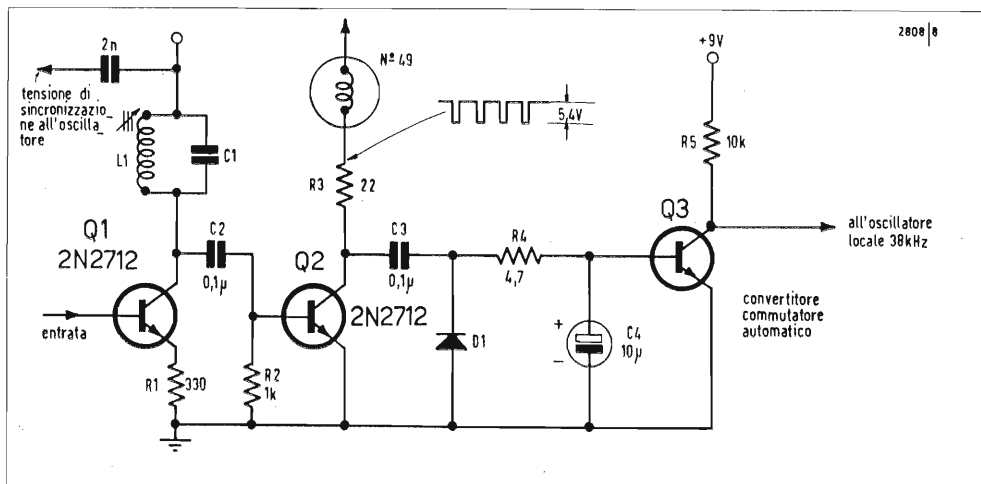 2808/8
2n
Nº 49
+9V
tensione di
sincronizzazio_
ne all'oscilla_
tore
5,4V
L1
C1
R3
22
R5
10k
Q1
2N2712
C2
0,1µ
Q2
2N2712
C3
0,1µ
R4
4,7
Q3
all'oscillatore
locale 38kHz
entrata
D1
+
−
C4
10µ
convertitore
commutatore
automatico
R1
330
R2
1k